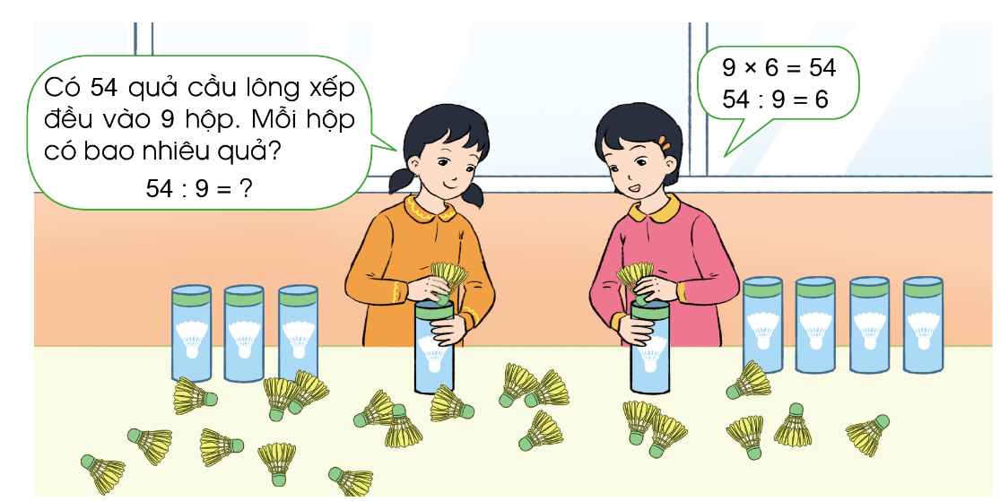 Có 54 quả cầu lông xếp
đều vào 9 hộp. Mỗi hộp
có bao nhiêu quả?
54 : 9 = ?
9 × 6 = 54
54 : 9 = 6